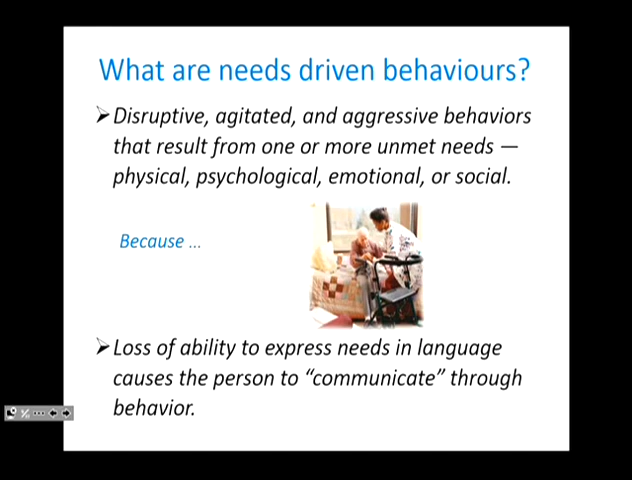 What are needs driven behaviours?
➢Disruptive, agitated, and aggressive behaviors
that result from one or more unmet needs —
physical, psychological, emotional, or social.
Because ...
➢Loss of ability to express needs in language
causes the person to “communicate” through
behavior.